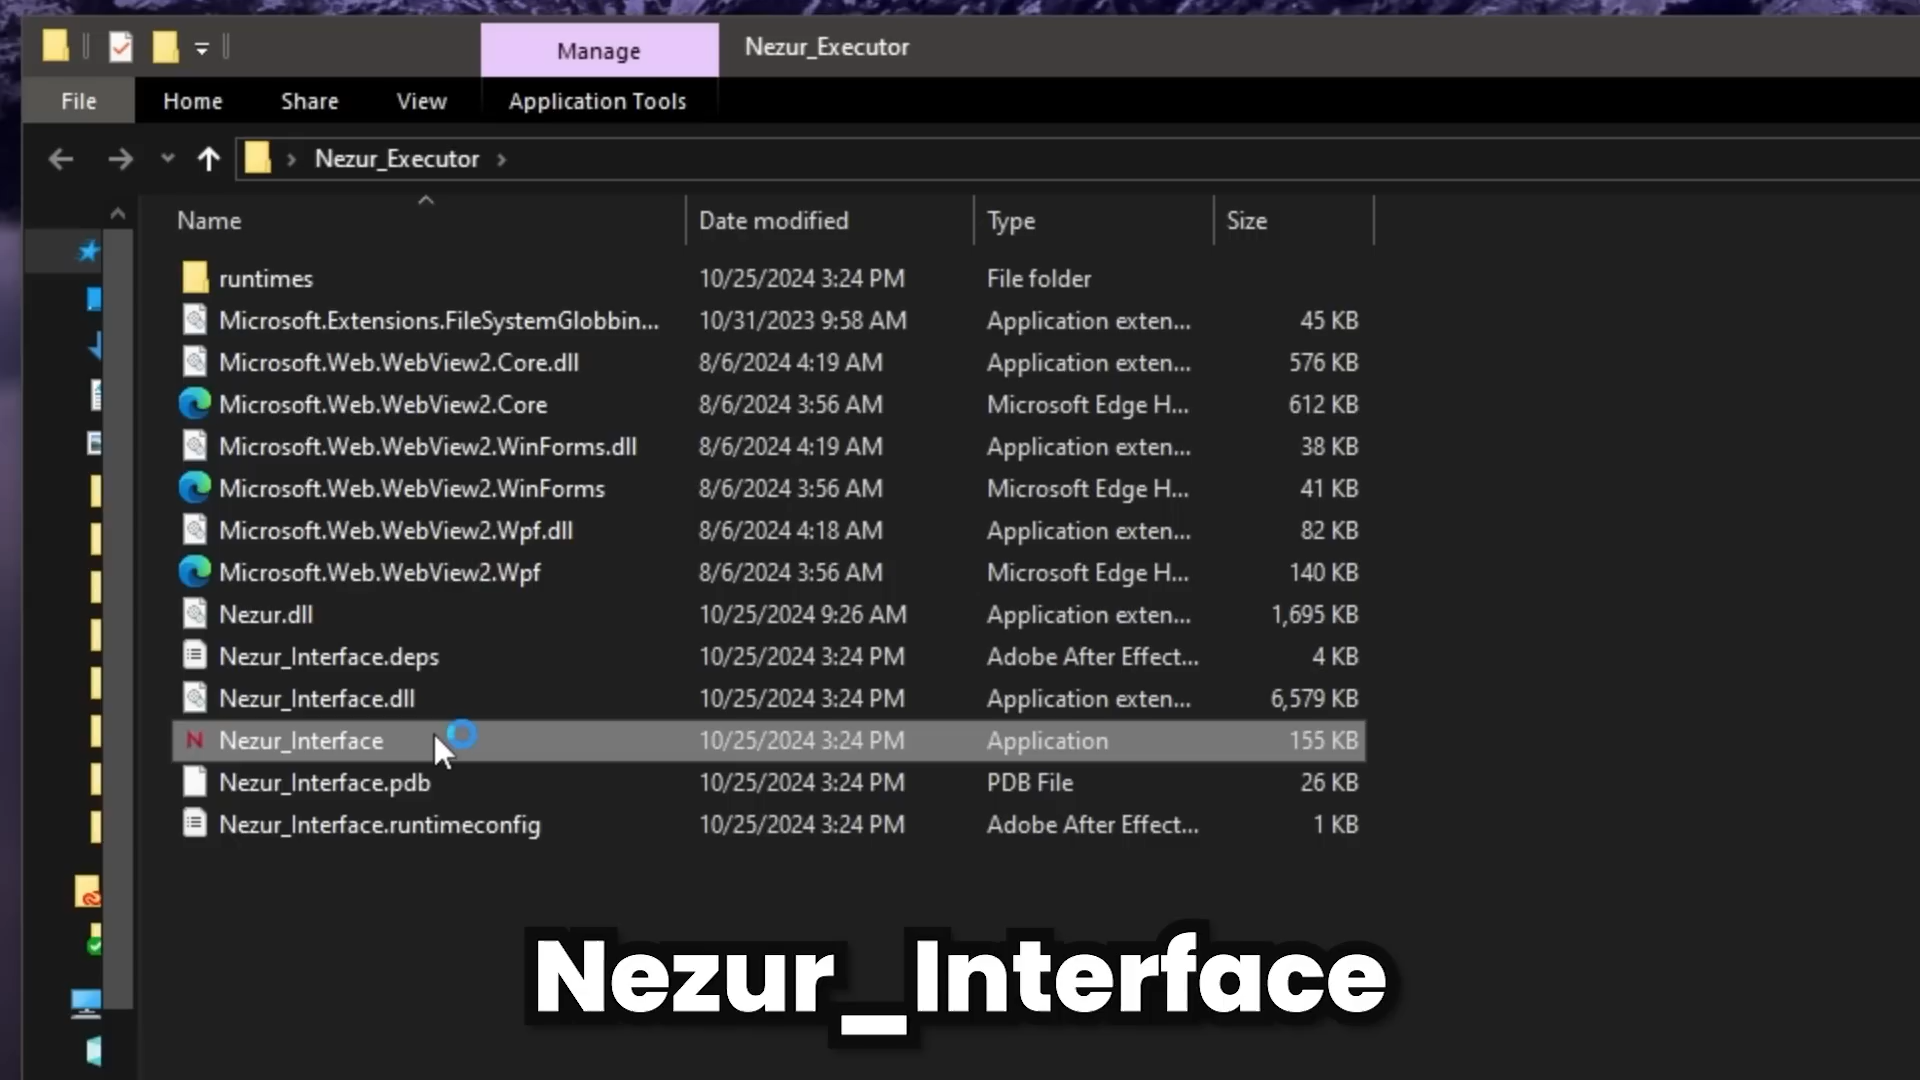 Manage
Nezur_Executor
File
Home
Share
View
Application Tools
Nezur_Executor
Name
Date modified
Type
Size
runtimes 10/25/2024 3:24 PM File folder
Microsoft.Extensions.FileSystemGlobbin... 10/31/2023 9:58 AM Application exten... 45 KB
Microsoft.Web.WebView2.Core.dll 8/6/2024 4:19 AM Application exten... 576 KB
Microsoft.Web.WebView2.Core 8/6/2024 3:56 AM Microsoft Edge H... 612 KB
Microsoft.Web.WebView2.WinForms.dll 8/6/2024 4:19 AM Application exten... 38 KB
Microsoft.Web.WebView2.WinForms 8/6/2024 3:56 AM Microsoft Edge H... 41 KB
Microsoft.Web.WebView2.Wpf.dll 8/6/2024 4:18 AM Application exten... 82 KB
Microsoft.Web.WebView2.Wpf 8/6/2024 3:56 AM Microsoft Edge H... 140 KB
Nezur.dll 10/25/2024 9:26 AM Application exten... 1,695 KB
Nezur_Interface.deps 10/25/2024 3:24 PM Adobe After Effect... 4 KB
Nezur_Interface.dll 10/25/2024 3:24 PM Application exten... 6,579 KB
N Nezur_Interface 10/25/2024 3:24 PM Application 155 KB
Nezur_Interface.pdb 10/25/2024 3:24 PM PDB File 26 KB
Nezur_Interface.runtimeconfig 10/25/2024 3:24 PM Adobe After Effect... 1 KB
Nezur_Interface